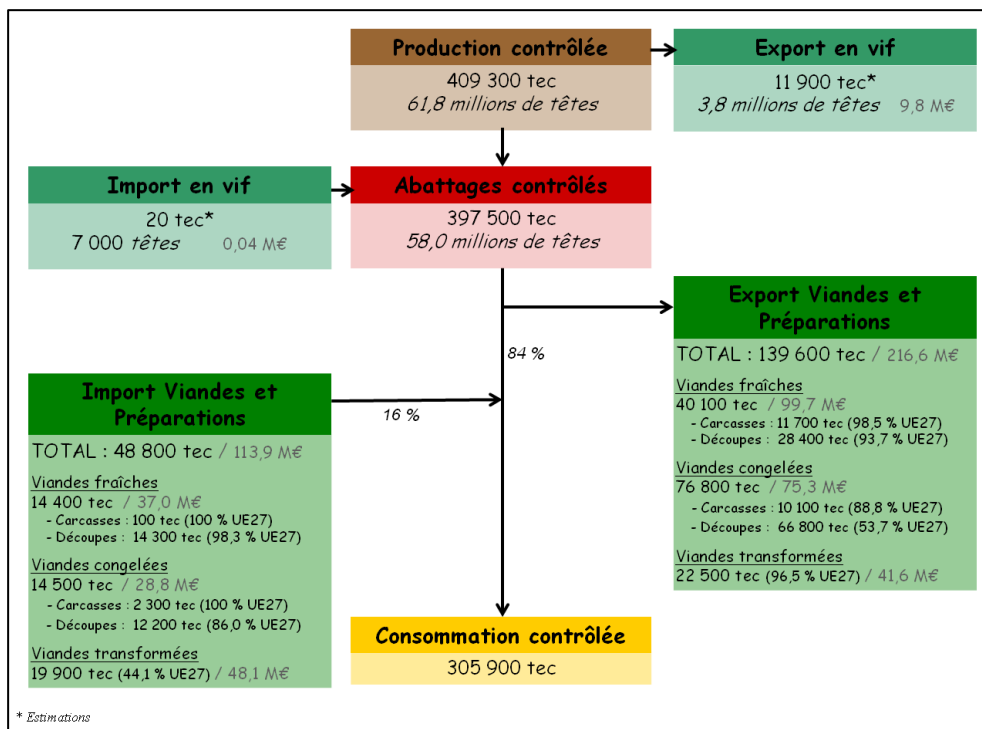 Production contrôlée
409 300 tec
61,8 millions de têtes
Export en vif
11 900 tec*
3,8 millions de têtes 9,8 M€
Import en vif
20 tec*
7 000 têtes 0,04 M€
Abattages contrôlés
397 500 tec
58,0 millions de têtes
Export Viandes et
Préparations
TOTAL : 139 600 tec / 216,6 M€
Viandes fraîches
40 100 tec / 99,7 M€
- Carcasses : 11 700 tec (98,5 % UE27)
- Découpes : 28 400 tec (93,7 % UE27)
Viandes congelées
76 800 tec / 75,3 M€
- Carcasses : 10 100 tec (88,8 % UE27)
- Découpes : 66 800 tec (53,7 % UE27)
Viandes transformées
22 500 tec (96,5 % UE27) / 41,6 M€
84 %
16 %
Import Viandes et
Préparations
TOTAL : 48 800 tec / 113,9 M€
Viandes fraîches
14 400 tec / 37,0 M€
- Carcasses : 100 tec (100 % UE27)
- Découpes : 14 300 tec (98,3 % UE27)
Viandes congelées
14 500 tec / 28,8 M€
- Carcasses : 2 300 tec (100 % UE27)
- Découpes : 12 200 tec (86,0 % UE27)
Viandes transformées
19 900 tec (44,1 % UE27) / 48,1 M€
Consommation contrôlée
305 900 tec
* Estimations